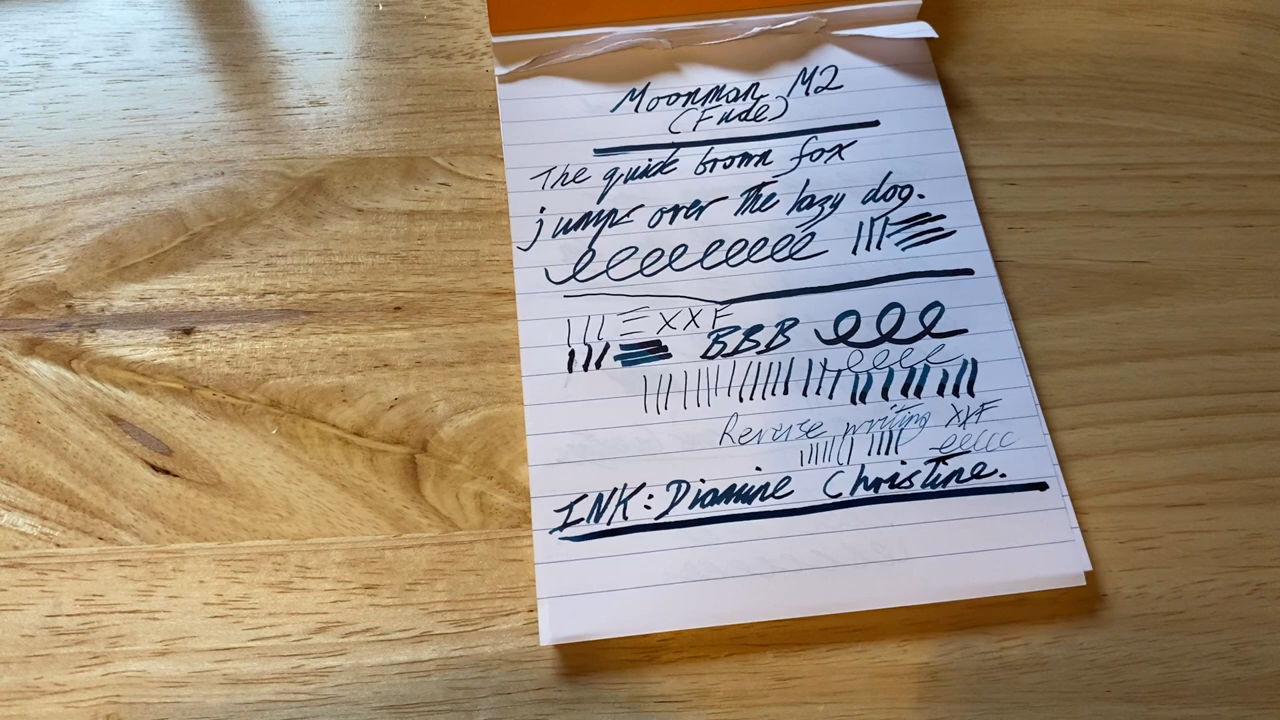 Moonman M2
(Fude)
The quick brown fox
jumps over the lazy dog.
XXF
BBB
Reverse writing XXF
INK: Diamine Christine.